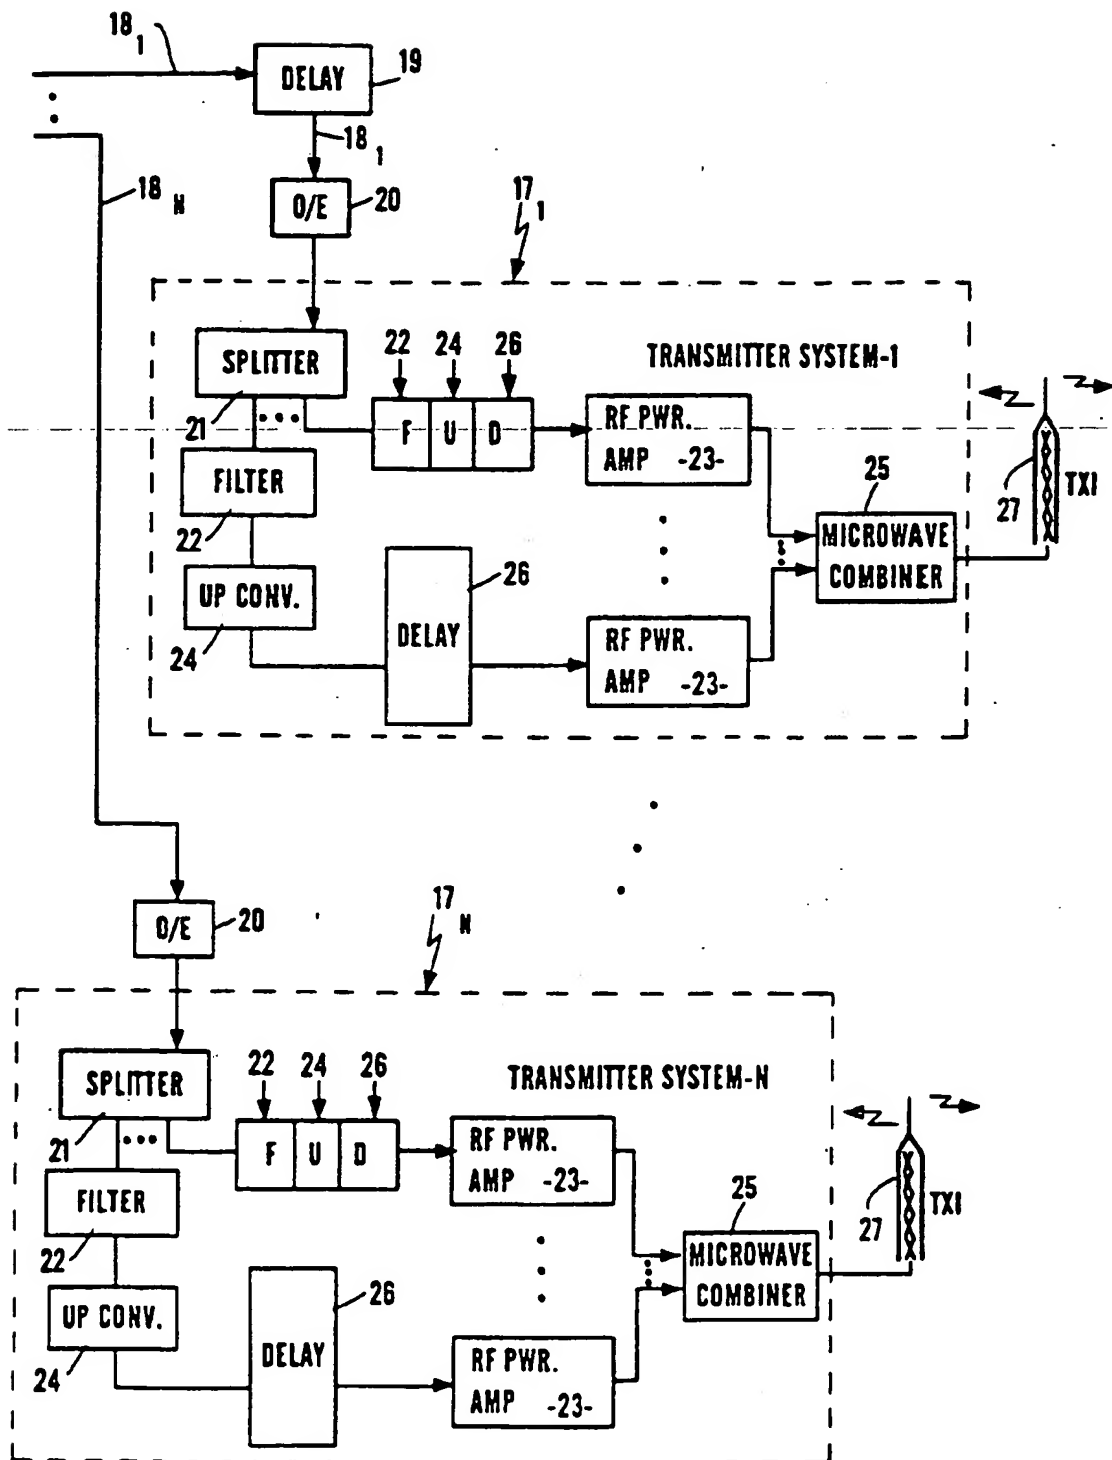 18 1
DELAY 19
18 1
18 N
O/E 20
17 1
22 24 26
SPLITTER
TRANSMITTER SYSTEM-1
21
F U D
RF PWR.
AMP -23-
FILTER
22
25
27
TX1
MICROWAVE
COMBINER
26
UP CONV.
24
DELAY
RF PWR.
AMP -23-
O/E 20
17 N
22 24 26
SPLITTER
TRANSMITTER SYSTEM-N
21
F U D
RF PWR.
AMP -23-
FILTER
22
25
27
TX1
MICROWAVE
COMBINER
26
UP CONV.
24
DELAY
RF PWR.
AMP -23-